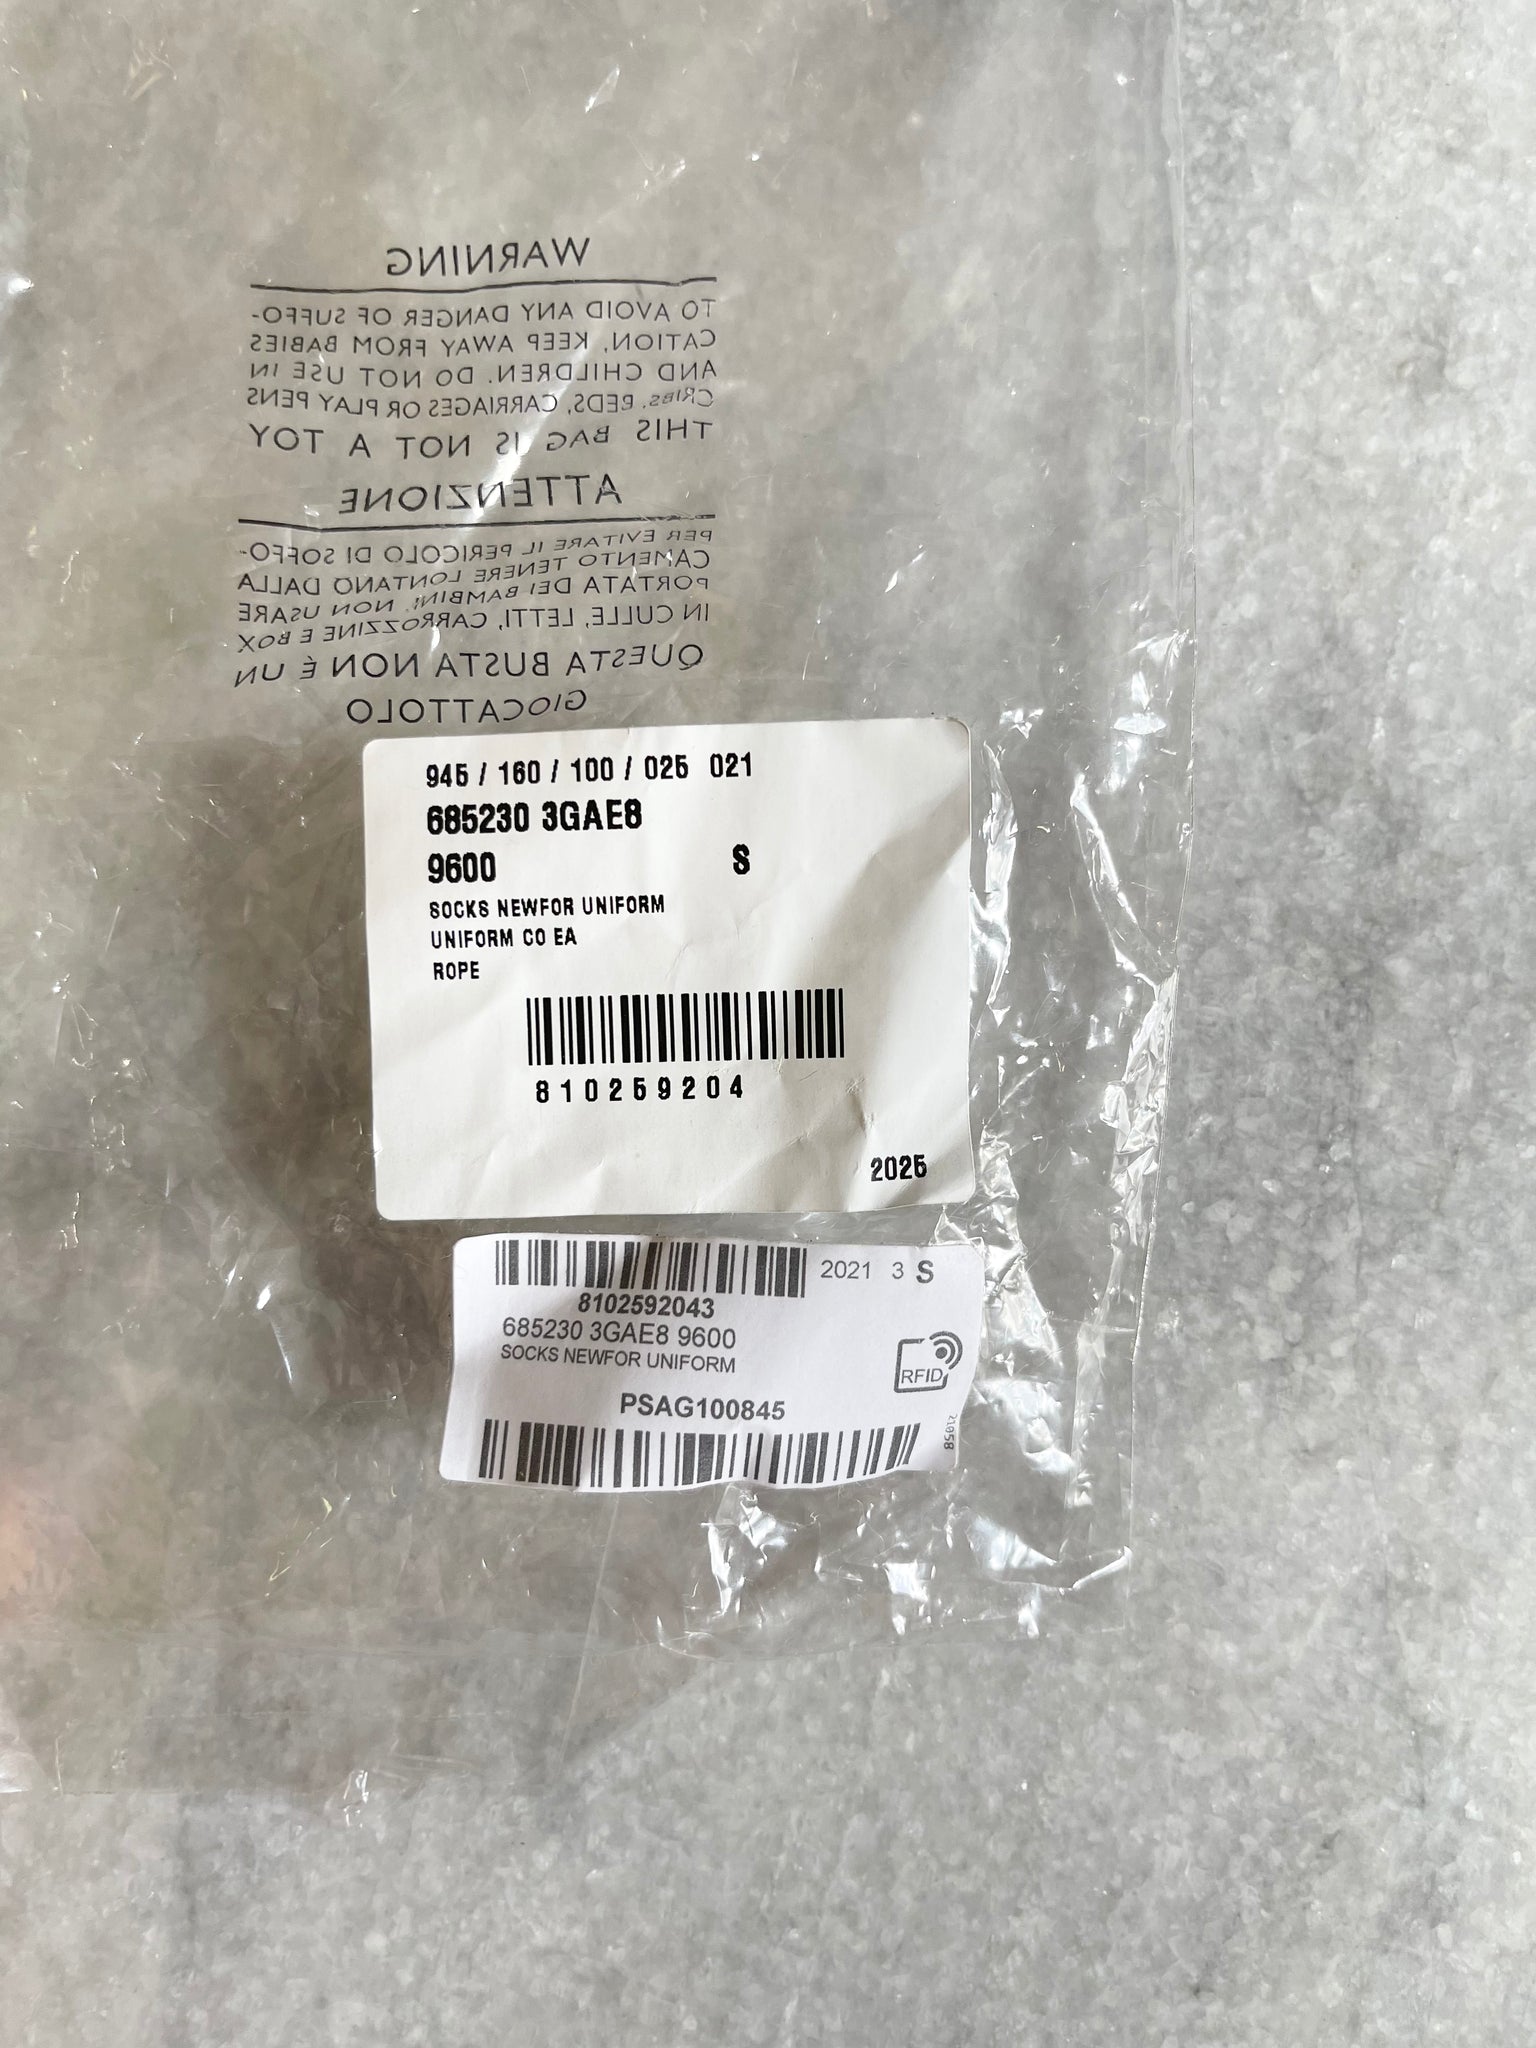 WARNING
TO AVOID ANY DANGER OF SUFFO-
CATION, KEEP AWAY FROM BABIES
AND CHILDREN. DO NOT USE IN
CRIBS, BEDS, CARRIAGES OR PLAY PENS
THIS BAG IS NOT A TOY
ATTENZIONE
PER EVITARE IL PERICOLO DI SOFFO-
CAMENTO TENERE LONTANO DALLA
PORTATA DEI BAMBINI. NON USARE
IN CULLE, LETTI, CARROZZINE E BOX
QUESTA BUSTA NON É UN
GIOCATTOLO
945 / 160 / 100 / 025 021
685230 3GAE8
9600 S
SOCKS NEWFOR UNIFORM
UNIFORM CO EA
ROPE
810259204
2025
2021 3 S
8102592043
685230 3GAE8 9600
SOCKS NEWFOR UNIFORM
RFID
PSAG100845
21058